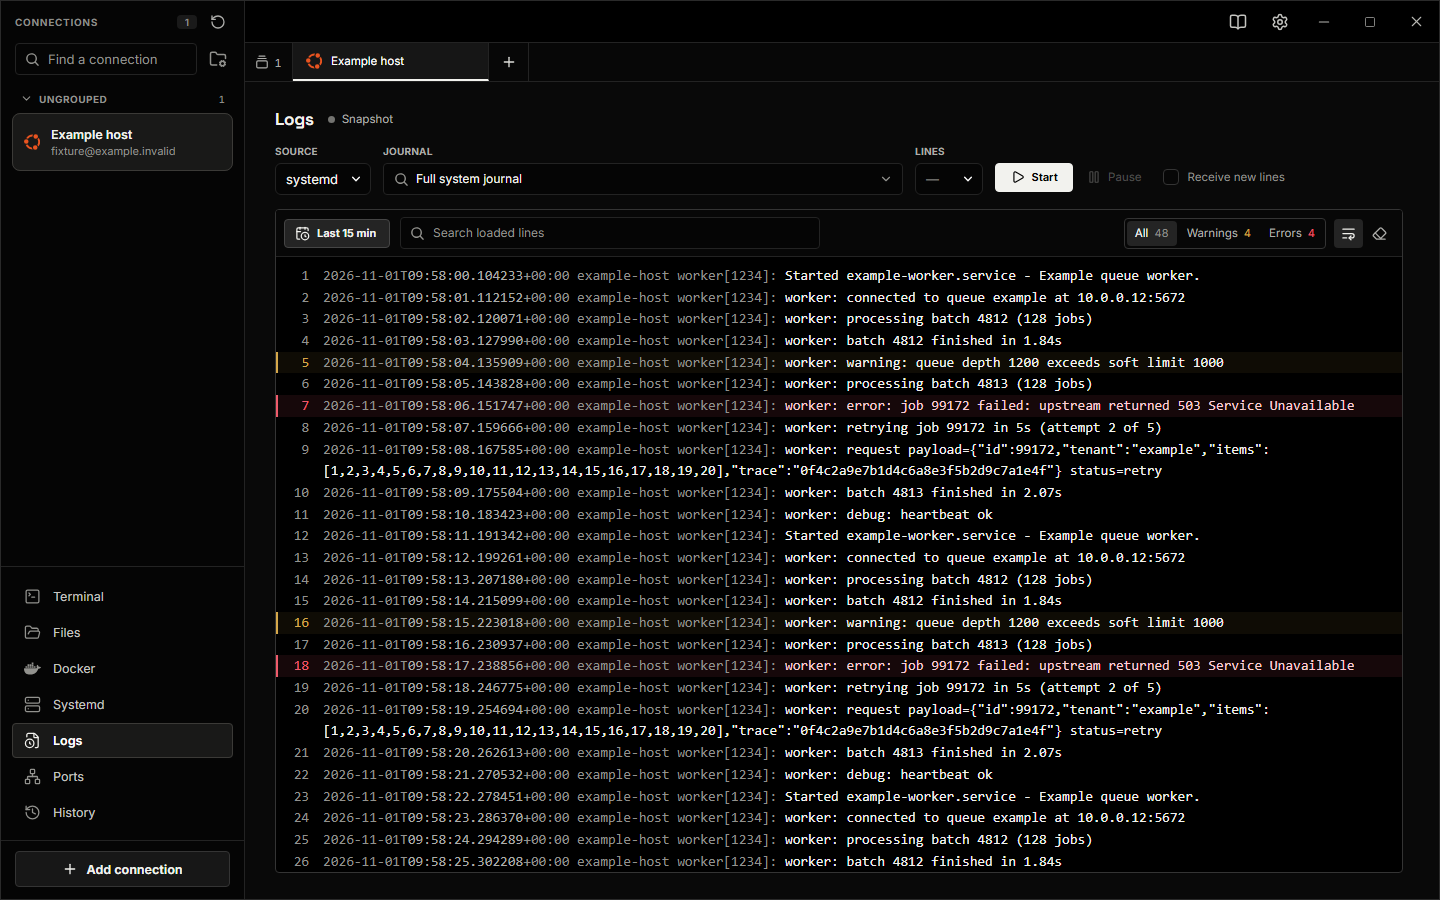 CONNECTIONS 1
Find a connection
UNGROUPED 1
Example host
fixture@example.invalid
Terminal
Files
Docker
Systemd
Logs
Ports
History
Add connection
1
Example host
Logs Snapshot
SOURCE JOURNAL LINES
systemd Full system journal — Start Pause Receive new lines
Last 15 min Search loaded lines All 48 Warnings 4 Errors 4
1 2026-11-01T09:58:00.104233+00:00 example-host worker[1234]: Started example-worker.service - Example queue worker.
2 2026-11-01T09:58:01.112152+00:00 example-host worker[1234]: worker: connected to queue example at 10.0.0.12:5672
3 2026-11-01T09:58:02.120071+00:00 example-host worker[1234]: worker: processing batch 4812 (128 jobs)
4 2026-11-01T09:58:03.127990+00:00 example-host worker[1234]: worker: batch 4812 finished in 1.84s
5 2026-11-01T09:58:04.135909+00:00 example-host worker[1234]: worker: warning: queue depth 1200 exceeds soft limit 1000
6 2026-11-01T09:58:05.143828+00:00 example-host worker[1234]: worker: processing batch 4813 (128 jobs)
7 2026-11-01T09:58:06.151747+00:00 example-host worker[1234]: worker: error: job 99172 failed: upstream returned 503 Service Unavailable
8 2026-11-01T09:58:07.159666+00:00 example-host worker[1234]: worker: retrying job 99172 in 5s (attempt 2 of 5)
9 2026-11-01T09:58:08.167585+00:00 example-host worker[1234]: worker: request payload={"id":99172,"tenant":"example","items":
[1,2,3,4,5,6,7,8,9,10,11,12,13,14,15,16,17,18,19,20],"trace":"0f4c2a9e7b1d4c6a8e3f5b2d9c7a1e4f"} status=retry
10 2026-11-01T09:58:09.175504+00:00 example-host worker[1234]: worker: batch 4813 finished in 2.07s
11 2026-11-01T09:58:10.183423+00:00 example-host worker[1234]: worker: debug: heartbeat ok
12 2026-11-01T09:58:11.191342+00:00 example-host worker[1234]: Started example-worker.service - Example queue worker.
13 2026-11-01T09:58:12.199261+00:00 example-host worker[1234]: worker: connected to queue example at 10.0.0.12:5672
14 2026-11-01T09:58:13.207180+00:00 example-host worker[1234]: worker: processing batch 4812 (128 jobs)
15 2026-11-01T09:58:14.215099+00:00 example-host worker[1234]: worker: batch 4812 finished in 1.84s
16 2026-11-01T09:58:15.223018+00:00 example-host worker[1234]: worker: warning: queue depth 1200 exceeds soft limit 1000
17 2026-11-01T09:58:16.230937+00:00 example-host worker[1234]: worker: processing batch 4813 (128 jobs)
18 2026-11-01T09:58:17.238856+00:00 example-host worker[1234]: worker: error: job 99172 failed: upstream returned 503 Service Unavailable
19 2026-11-01T09:58:18.246775+00:00 example-host worker[1234]: worker: retrying job 99172 in 5s (attempt 2 of 5)
20 2026-11-01T09:58:19.254694+00:00 example-host worker[1234]: worker: request payload={"id":99172,"tenant":"example","items":
[1,2,3,4,5,6,7,8,9,10,11,12,13,14,15,16,17,18,19,20],"trace":"0f4c2a9e7b1d4c6a8e3f5b2d9c7a1e4f"} status=retry
21 2026-11-01T09:58:20.262613+00:00 example-host worker[1234]: worker: batch 4813 finished in 2.07s
22 2026-11-01T09:58:21.270532+00:00 example-host worker[1234]: worker: debug: heartbeat ok
23 2026-11-01T09:58:22.278451+00:00 example-host worker[1234]: Started example-worker.service - Example queue worker.
24 2026-11-01T09:58:23.286370+00:00 example-host worker[1234]: worker: connected to queue example at 10.0.0.12:5672
25 2026-11-01T09:58:24.294289+00:00 example-host worker[1234]: worker: processing batch 4812 (128 jobs)
26 2026-11-01T09:58:25.302208+00:00 example-host worker[1234]: worker: batch 4812 finished in 1.84s